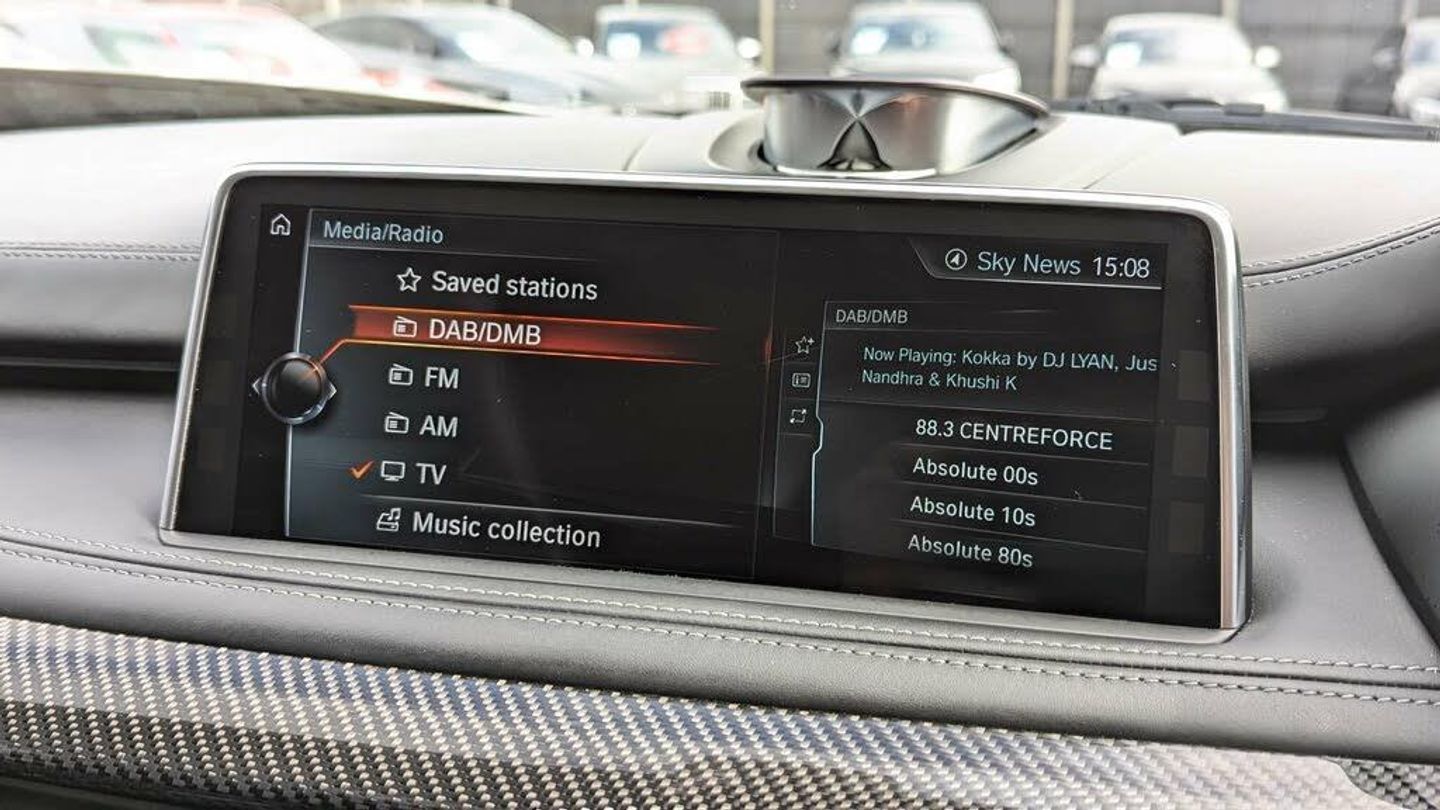 Media/Radio
Sky News 15:08
Saved stations
DAB/DMB
FM
AM
TV
Music collection
DAB/DMB
Now Playing: Kokka by DJ LYAN, Jus
Nandhra & Khushi K
88.3 CENTREFORCE
Absolute 00s
Absolute 10s
Absolute 80s